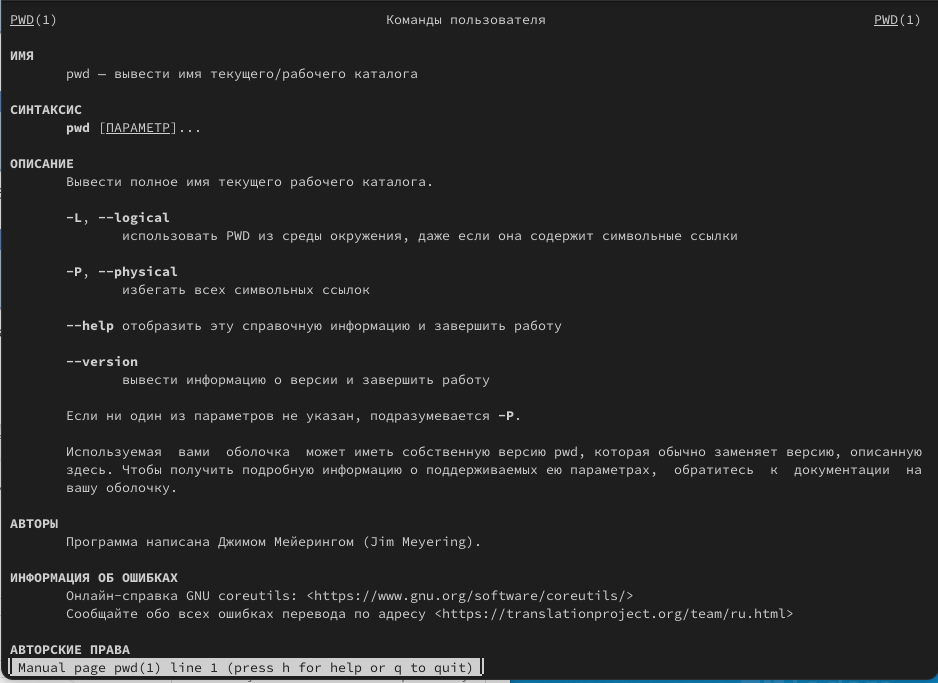 PWD(1) Команды пользователя PWD(1)
ИМЯ
pwd — вывести имя текущего/рабочего каталога
СИНТАКСИС
pwd [ПАРАМЕТР]...
ОПИСАНИЕ
Вывести полное имя текущего рабочего каталога.
-L, --logical
использовать PWD из среды окружения, даже если она содержит символьные ссылки
-P, --physical
избегать всех символьных ссылок
--help отобразить эту справочную информацию и завершить работу
--version
вывести информацию о версии и завершить работу
Если ни один из параметров не указан, подразумевается -P.
Используемая вами оболочка может иметь собственную версию pwd, которая обычно заменяет версию, описанную
здесь. Чтобы получить подробную информацию о поддерживаемых ею параметрах, обратитесь к документации на
вашу оболочку.
АВТОРЫ
Программа написана Джимом Мейерингом (Jim Meyering).
ИНФОРМАЦИЯ ОБ ОШИБКАХ
Онлайн-справка GNU coreutils: <https://www.gnu.org/software/coreutils/>
Сообщайте обо всех ошибках перевода по адресу <https://translationproject.org/team/ru.html>
АВТОРСКИЕ ПРАВА
Manual page pwd(1) line 1 (press h for help or q to quit)